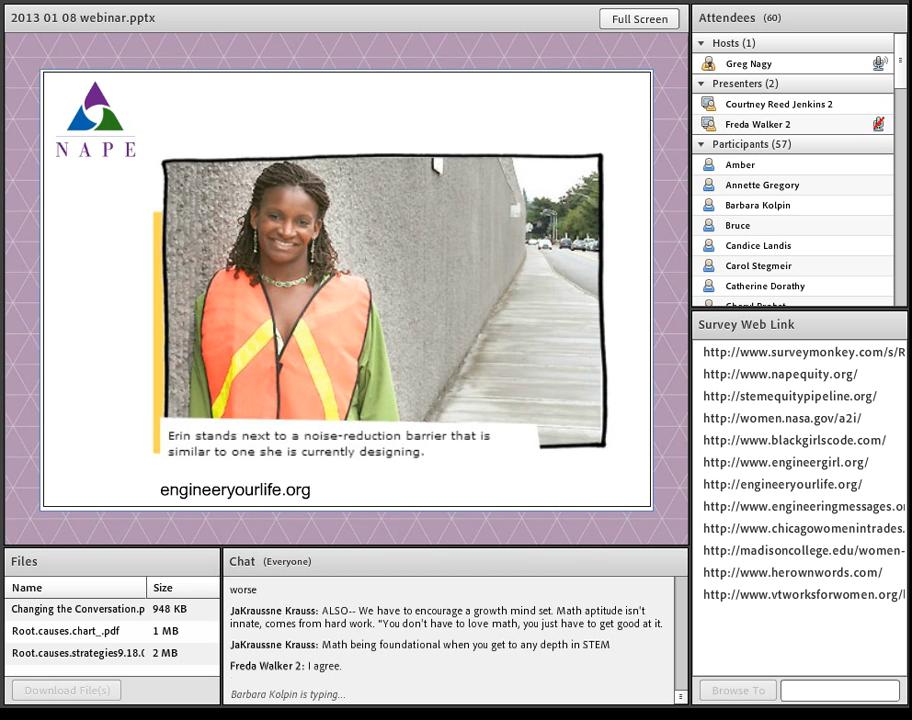 2013 01 08 webinar.pptx
Full Screen
NAPE
Erin stands next to a noise-reduction barrier that is
similar to one she is currently designing.
engineeryourlife.org
Attendees (60)
Hosts (1)
Greg Nagy
Presenters (2)
Courtney Reed Jenkins 2
Freda Walker 2
Participants (57)
Amber
Annette Gregory
Barbara Kolpin
Bruce
Candice Landis
Carol Stegmeir
Catherine Dorathy
Survey Web Link
http://www.surveymonkey.com/s/R
http://www.napequity.org/
http://stemequitypipeline.org/
http://women.nasa.gov/a2i/
http://www.blackgirlscode.com/
http://www.engineergirl.org/
http://engineeryourlife.org/
http://www.engineeringmessages.o
http://www.chicagowomenintrades.
http://madisoncollege.edu/women-
http://www.herownwords.com/
http://www.vtworksforwomen.org/
Browse To
Files
Name Size
Changing the Conversation.p 948 KB
Root.causes.chart_.pdf 1 MB
Root.causes.strategies9.18.( 2 MB
Download File(s)
Chat (Everyone)
worse
JaKraussne Krauss: ALSO-- We have to encourage a growth mind set. Math aptitude isn't
innate, comes from hard work. "You don't have to love math, you just have to get good at it.
JaKraussne Krauss: Math being foundational when you get to any depth in STEM
Freda Walker 2: I agree.
Barbara Kolpin is typing...